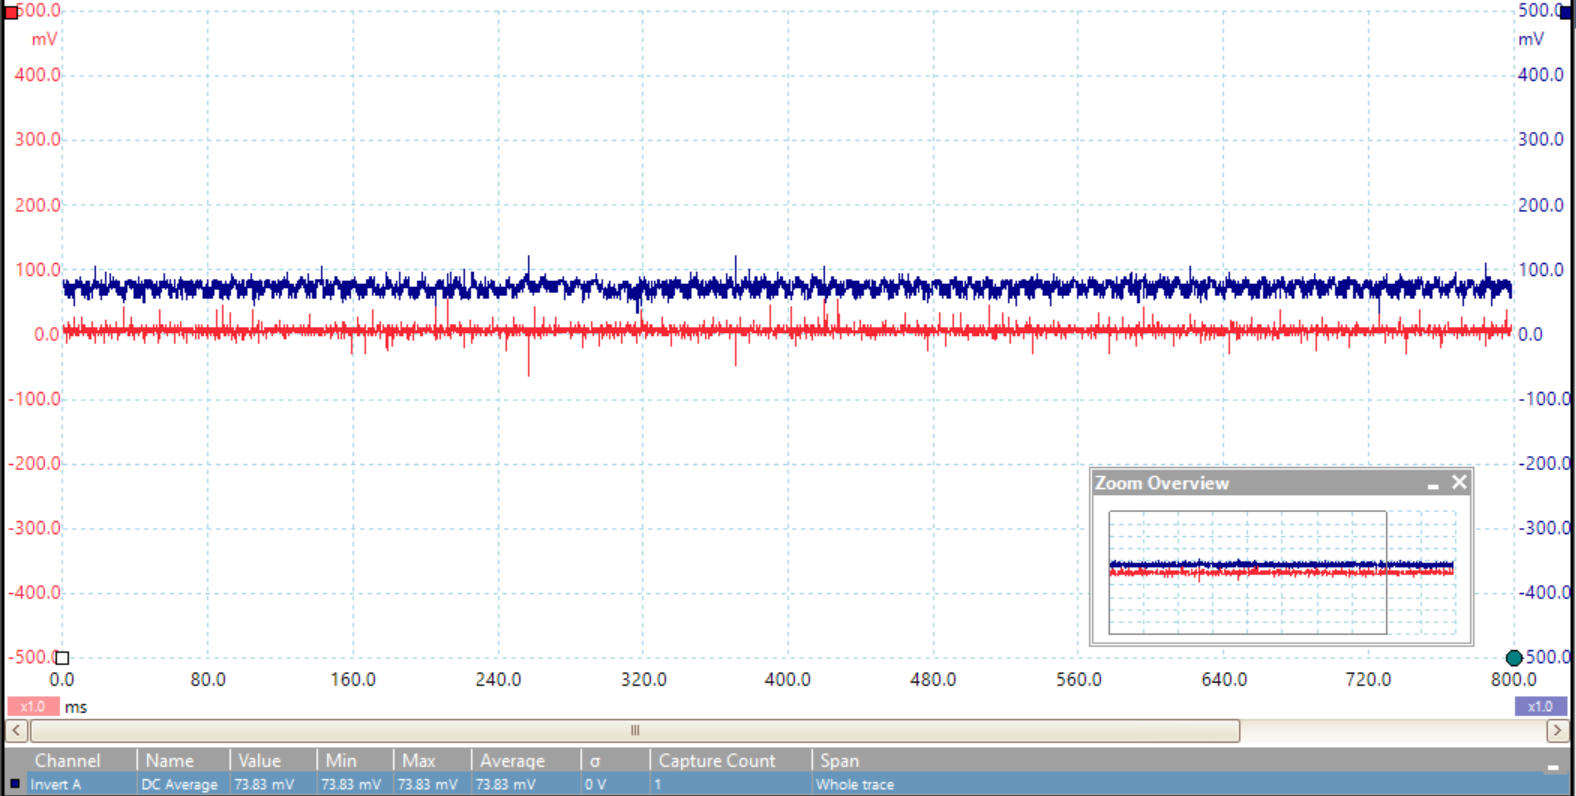 500.0 500.0
mV mV
400.0 400.0
300.0 300.0
200.0 200.0
100.0 100.0
0.0 0.0
-100.0 -100.0
-200.0 -200.0
Zoom Overview
-300.0 -300.0
-400.0 -400.0
-500.0 500.0
0.0 80.0 160.0 240.0 320.0 400.0 480.0 560.0 640.0 720.0 800.0
x1.0 ms x1.0
Channel Name Value Min Max Average σ Capture Count Span
Invert A DC Average 73.83 mV 73.83 mV 73.83 mV 73.83 mV 0 V 1 Whole trace